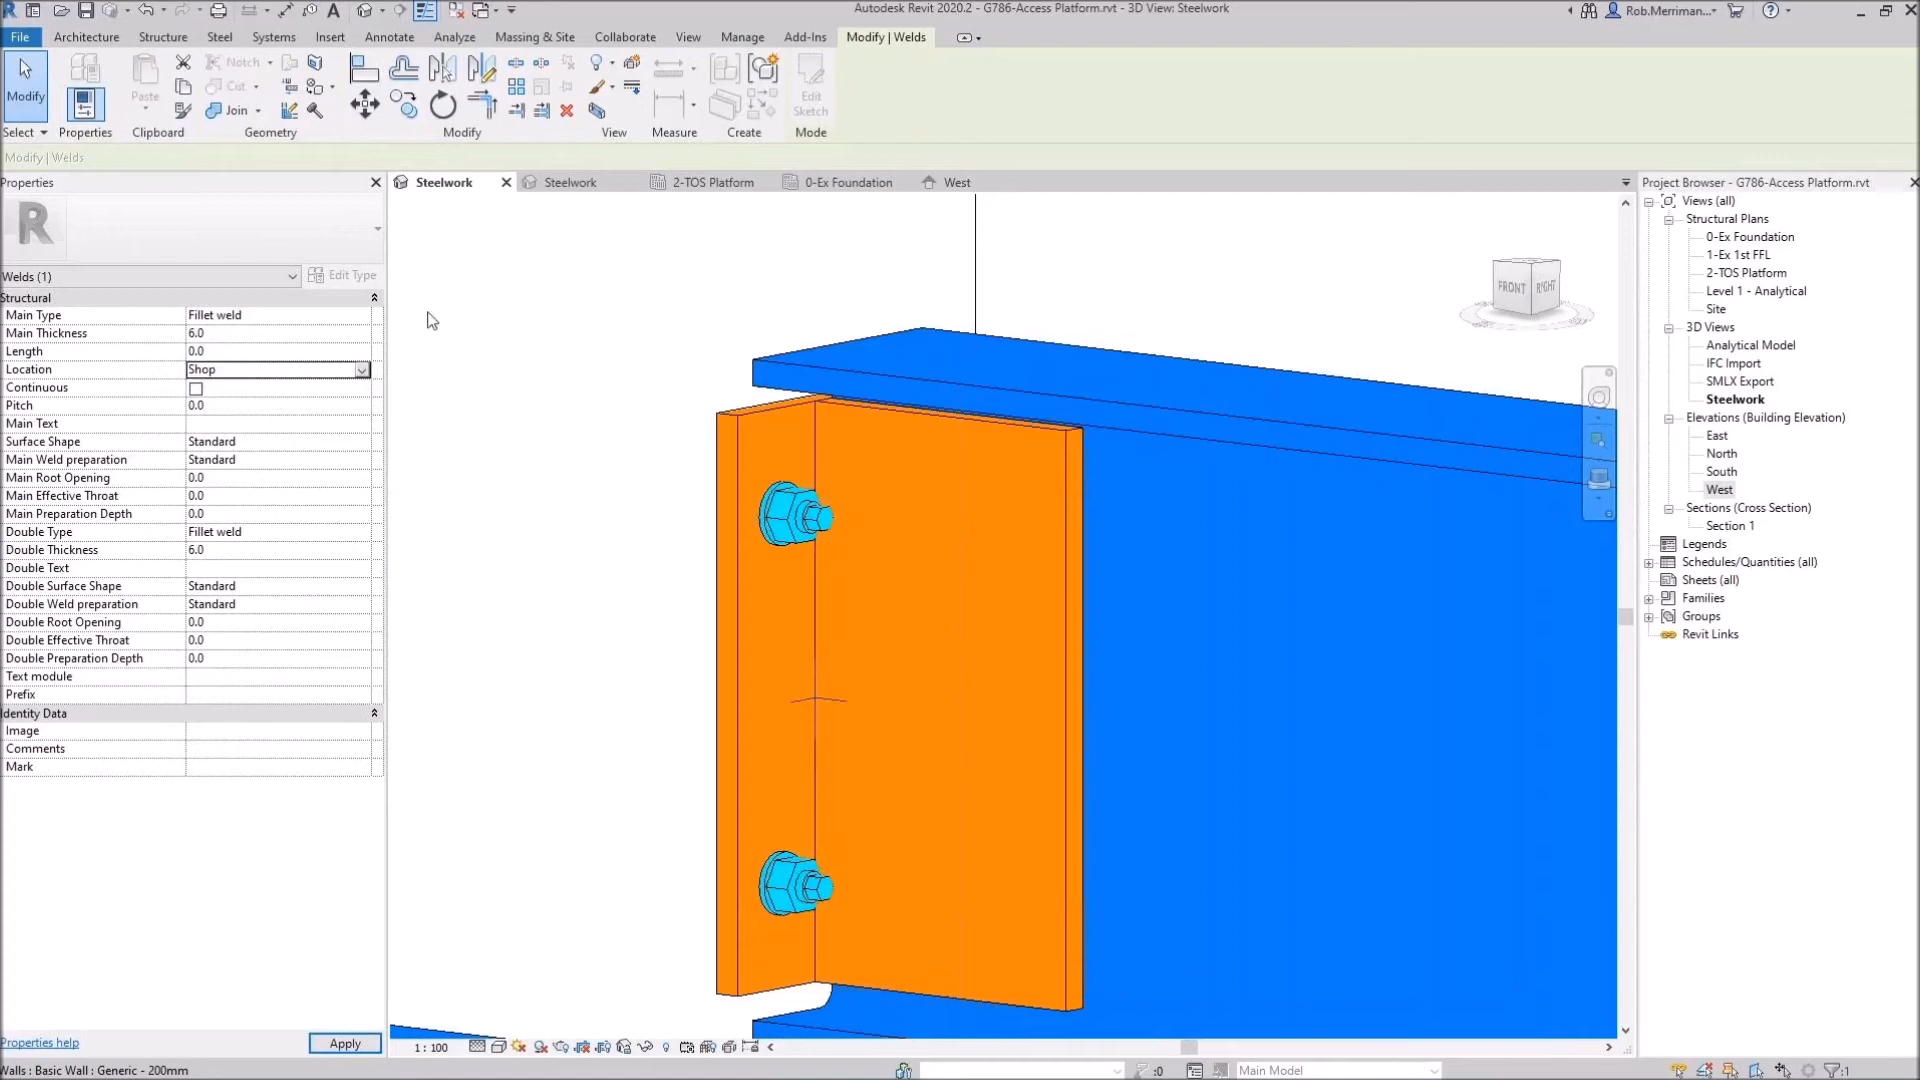 Autodesk Revit 2020.2 - G786-Access Platform.rvt - 3D View: Steelwork
Rob.Merriman...
File Architecture Structure Steel Systems Insert Annotate Analyze Massing & Site Collaborate View Manage Add-Ins Modify | Welds
Modify
Paste
Notch
Cut
Join
Edit
Sketch
Select Properties Clipboard Geometry Modify View Measure Create Mode
Modify | Welds
Properties
Steelwork
Steelwork
2-TOS Platform
0-Ex Foundation
West
Project Browser - G786-Access Platform.rvt
R
Welds (1)
Edit Type
Structural
Main Type Fillet weld
Main Thickness 6.0
Length 0.0
Location Shop
Continuous
Pitch 0.0
Main Text
Surface Shape Standard
Main Weld preparation Standard
Main Root Opening 0.0
Main Effective Throat 0.0
Main Preparation Depth 0.0
Double Type Fillet weld
Double Thickness 6.0
Double Text
Double Surface Shape Standard
Double Weld preparation Standard
Double Root Opening 0.0
Double Effective Throat 0.0
Double Preparation Depth 0.0
Text module
Prefix
Identity Data
Image
Comments
Mark
Properties help
Apply
FRONT RIGHT
Views (all)
Structural Plans
0-Ex Foundation
1-Ex 1st FFL
2-TOS Platform
Level 1 - Analytical
Site
3D Views
Analytical Model
IFC Import
SMLX Export
Steelwork
Elevations (Building Elevation)
East
North
South
West
Sections (Cross Section)
Section 1
Legends
Schedules/Quantities (all)
Sheets (all)
Families
Groups
Revit Links
1 : 100
Walls : Basic Wall : Generic - 200mm
:0
Main Model
:1